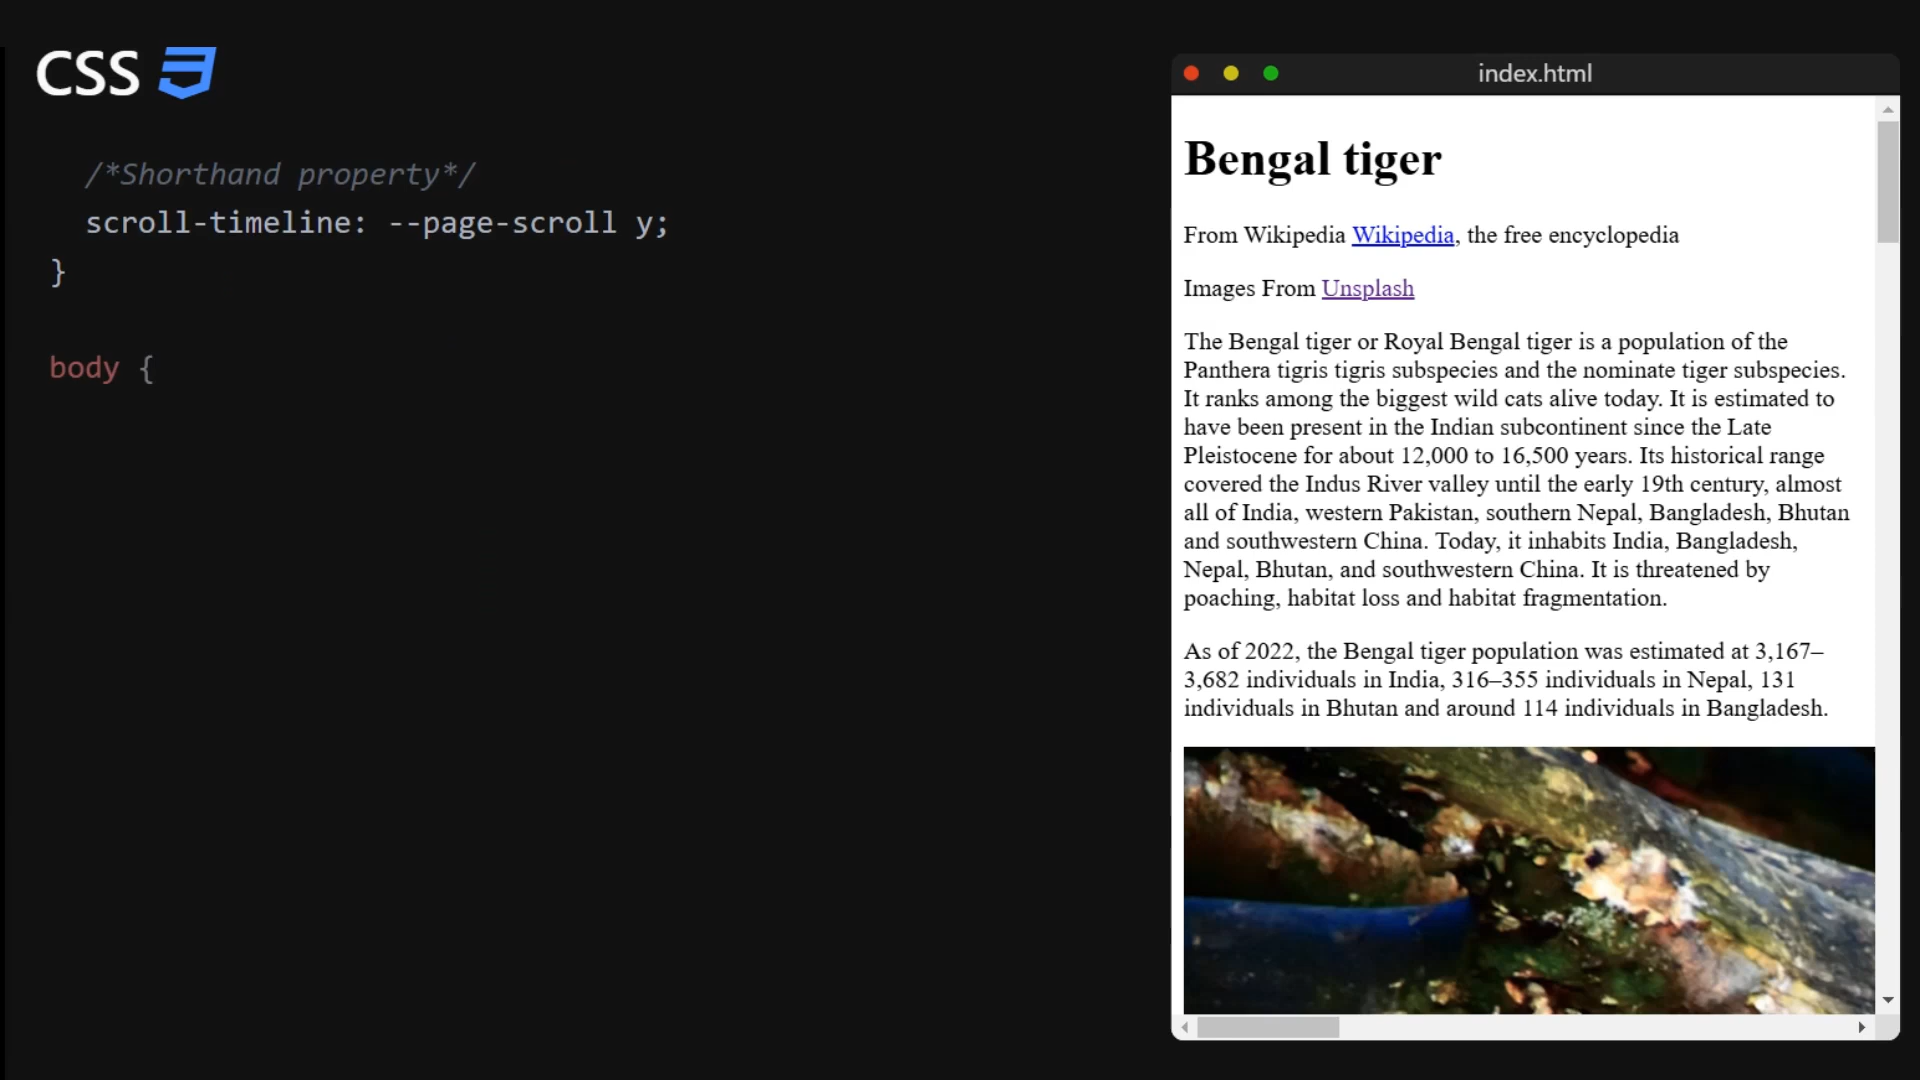 CSS
/*Shorthand property*/
scroll-timeline: --page-scroll y;
}
body {
index.html
Bengal tiger
From Wikipedia Wikipedia, the free encyclopedia
Images From Unsplash
The Bengal tiger or Royal Bengal tiger is a population of the
Panthera tigris tigris subspecies and the nominate tiger subspecies.
It ranks among the biggest wild cats alive today. It is estimated to
have been present in the Indian subcontinent since the Late
Pleistocene for about 12,000 to 16,500 years. Its historical range
covered the Indus River valley until the early 19th century, almost
all of India, western Pakistan, southern Nepal, Bangladesh, Bhutan
and southwestern China. Today, it inhabits India, Bangladesh,
Nepal, Bhutan, and southwestern China. It is threatened by
poaching, habitat loss and habitat fragmentation.
As of 2022, the Bengal tiger population was estimated at 3,167–
3,682 individuals in India, 316–355 individuals in Nepal, 131
individuals in Bhutan and around 114 individuals in Bangladesh.